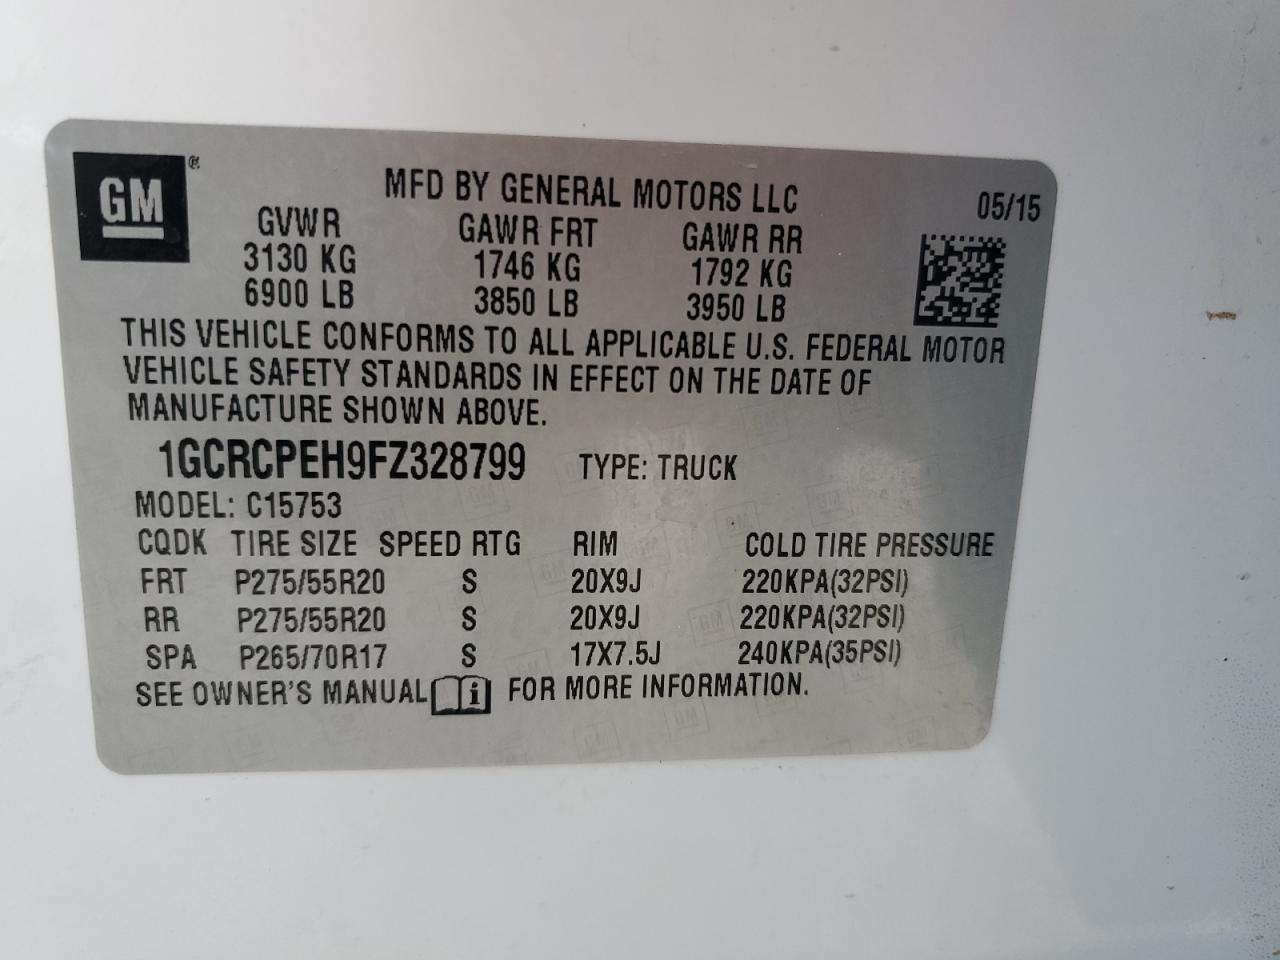 GM ®
MFD BY GENERAL MOTORS LLC 05/15
GVWR GAWR FRT GAWR RR
3130 KG 1746 KG 1792 KG
6900 LB 3850 LB 3950 LB
THIS VEHICLE CONFORMS TO ALL APPLICABLE U.S. FEDERAL MOTOR
VEHICLE SAFETY STANDARDS IN EFFECT ON THE DATE OF
MANUFACTURE SHOWN ABOVE.
1GCRCPEH9FZ328799 TYPE: TRUCK
MODEL: C15753
CQDK TIRE SIZE SPEED RTG RIM COLD TIRE PRESSURE
FRT P275/55R20 S 20X9J 220KPA(32PSI)
RR P275/55R20 S 20X9J 220KPA(32PSI)
SPA P265/70R17 S 17X7.5J 240KPA(35PSI)
SEE OWNER'S MANUAL i FOR MORE INFORMATION.